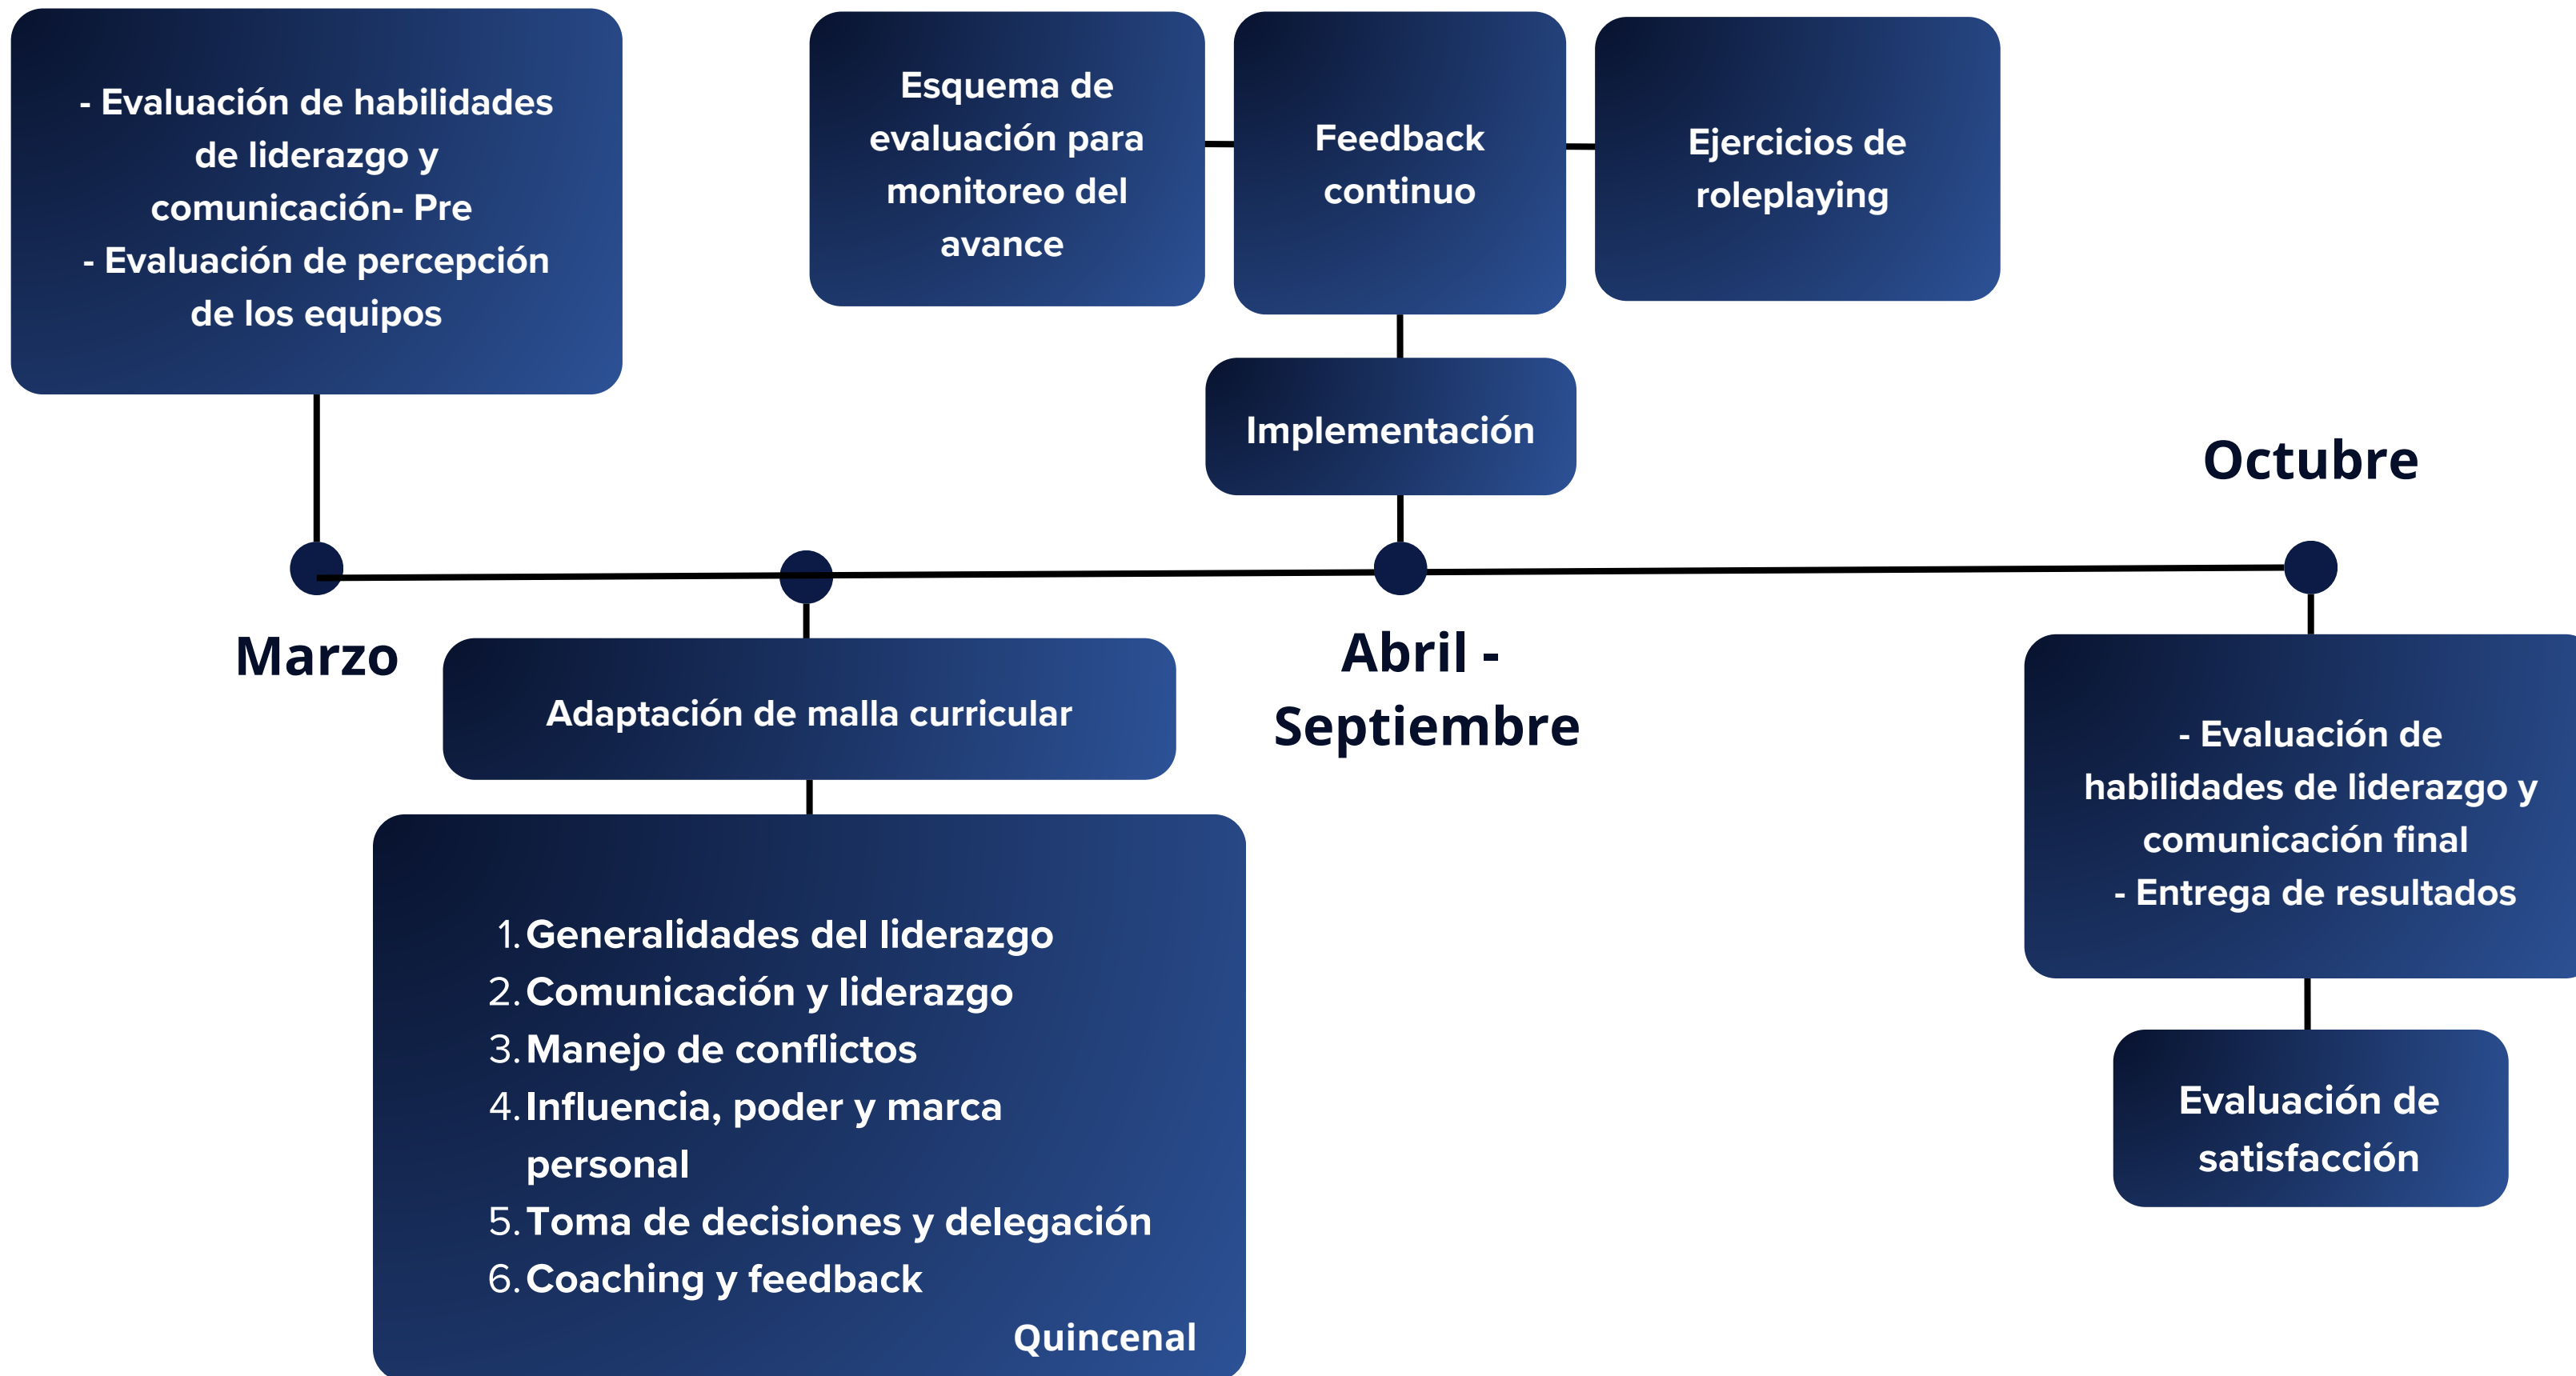 - Evaluación de habilidades
de liderazgo y
comunicación- Pre
- Evaluación de percepción
de los equipos
Esquema de
evaluación para
monitoreo del
avance
Feedback
continuo
Ejercicios de
roleplaying
Implementación
Octubre
Marzo
Adaptación de malla curricular
Abril -
Septiembre
1. Generalidades del liderazgo
2. Comunicación y liderazgo
3. Manejo de conflictos
4. Influencia, poder y marca
personal
5. Toma de decisiones y delegación
6. Coaching y feedback
Quincenal
- Evaluación de
habilidades de liderazgo y
comunicación final
- Entrega de resultados
Evaluación de
satisfacción